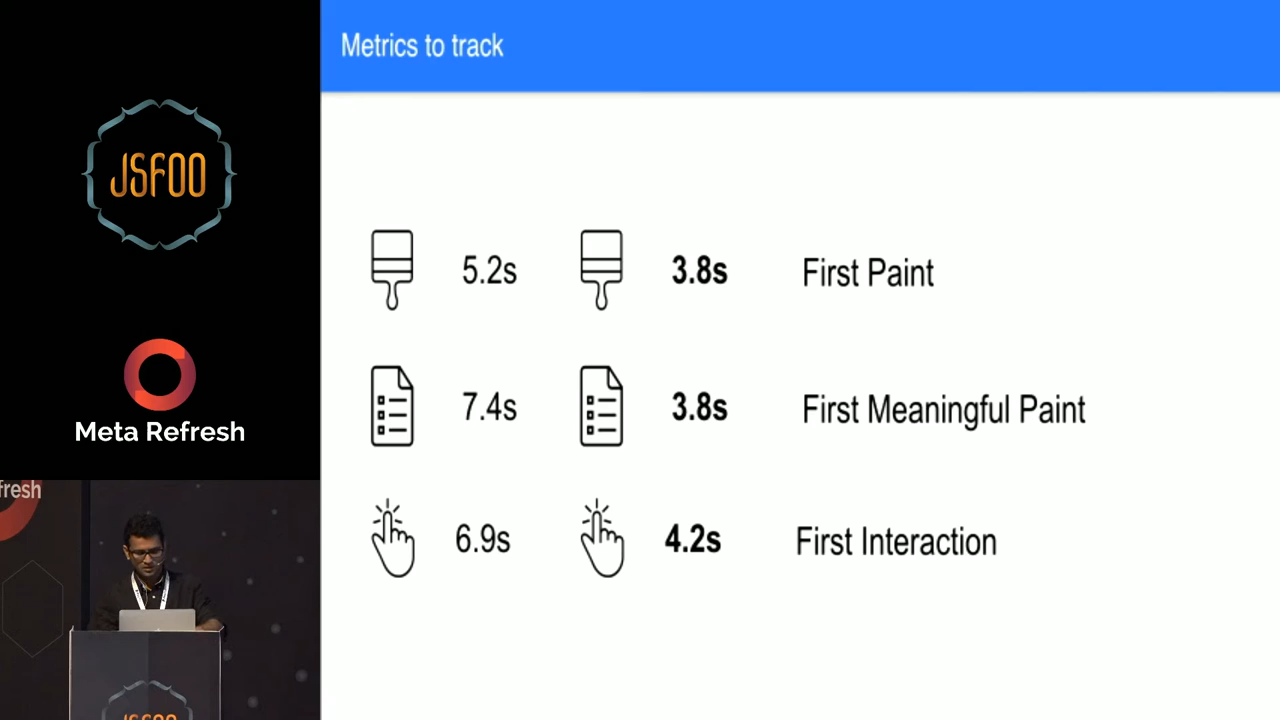 Metrics to track
JSFOO
5.2s 3.8s First Paint
7.4s 3.8s First Meaningful Paint
Meta Refresh
6.9s 4.2s First Interaction
fresh
JSFOO